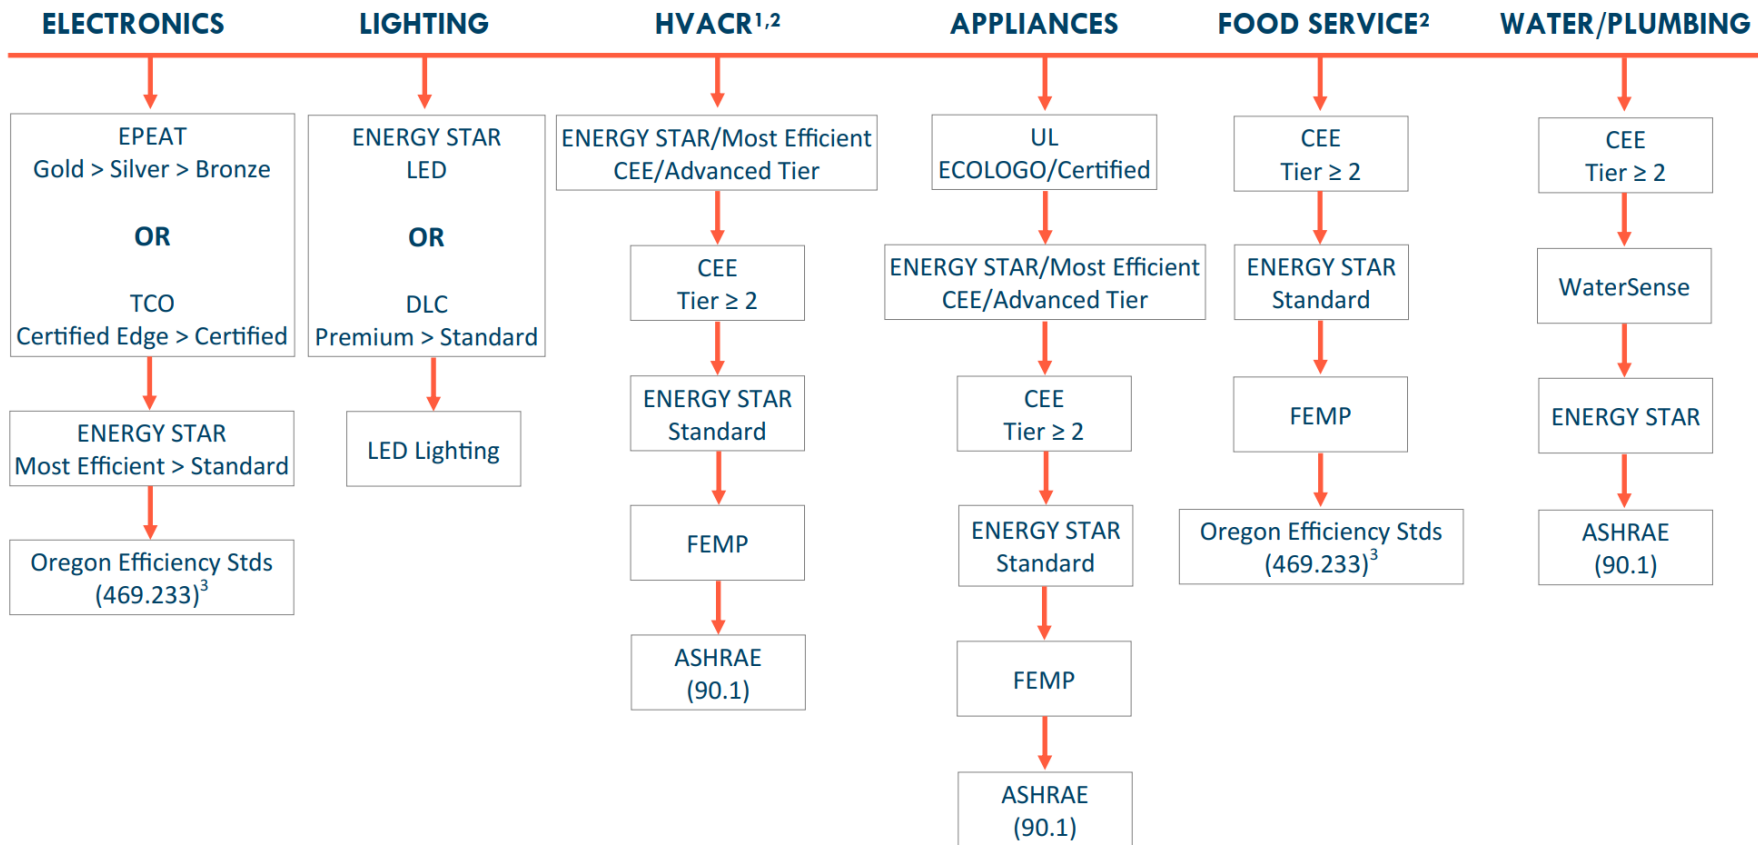 ELECTRONICS
EPEAT
Gold > Silver > Bronze
OR
TCO
Certified Edge > Certified
ENERGY STAR
Most Efficient > Standard
Oregon Efficiency Stds
(469.233)³
LIGHTING
ENERGY STAR
LED
OR
DLC
Premium > Standard
LED Lighting
HVACR¹,²
ENERGY STAR/Most Efficient
CEE/Advanced Tier
CEE
Tier ≥ 2
ENERGY STAR
Standard
FEMP
ASHRAE
(90.1)
APPLIANCES
UL
ECOLOGO/Certified
ENERGY STAR/Most Efficient
CEE/Advanced Tier
CEE
Tier ≥ 2
ENERGY STAR
Standard
FEMP
ASHRAE
(90.1)
FOOD SERVICE²
CEE
Tier ≥ 2
ENERGY STAR
Standard
FEMP
Oregon Efficiency Stds
(469.233)³
WATER/PLUMBING
CEE
Tier ≥ 2
WaterSense
ENERGY STAR
ASHRAE
(90.1)